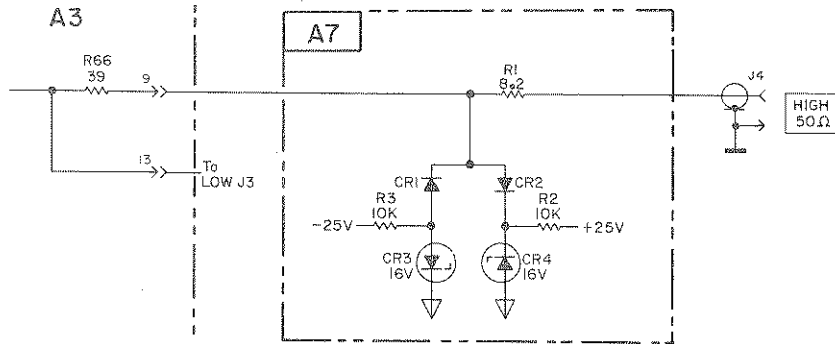 A3
A7
R66
39
9
R1
8.2
J4
HIGH
50Ω
13
To
LOW J3
CR1
CR2
R3
10K
R2
10K
-25V
+25V
CR3
16V
CR4
16V